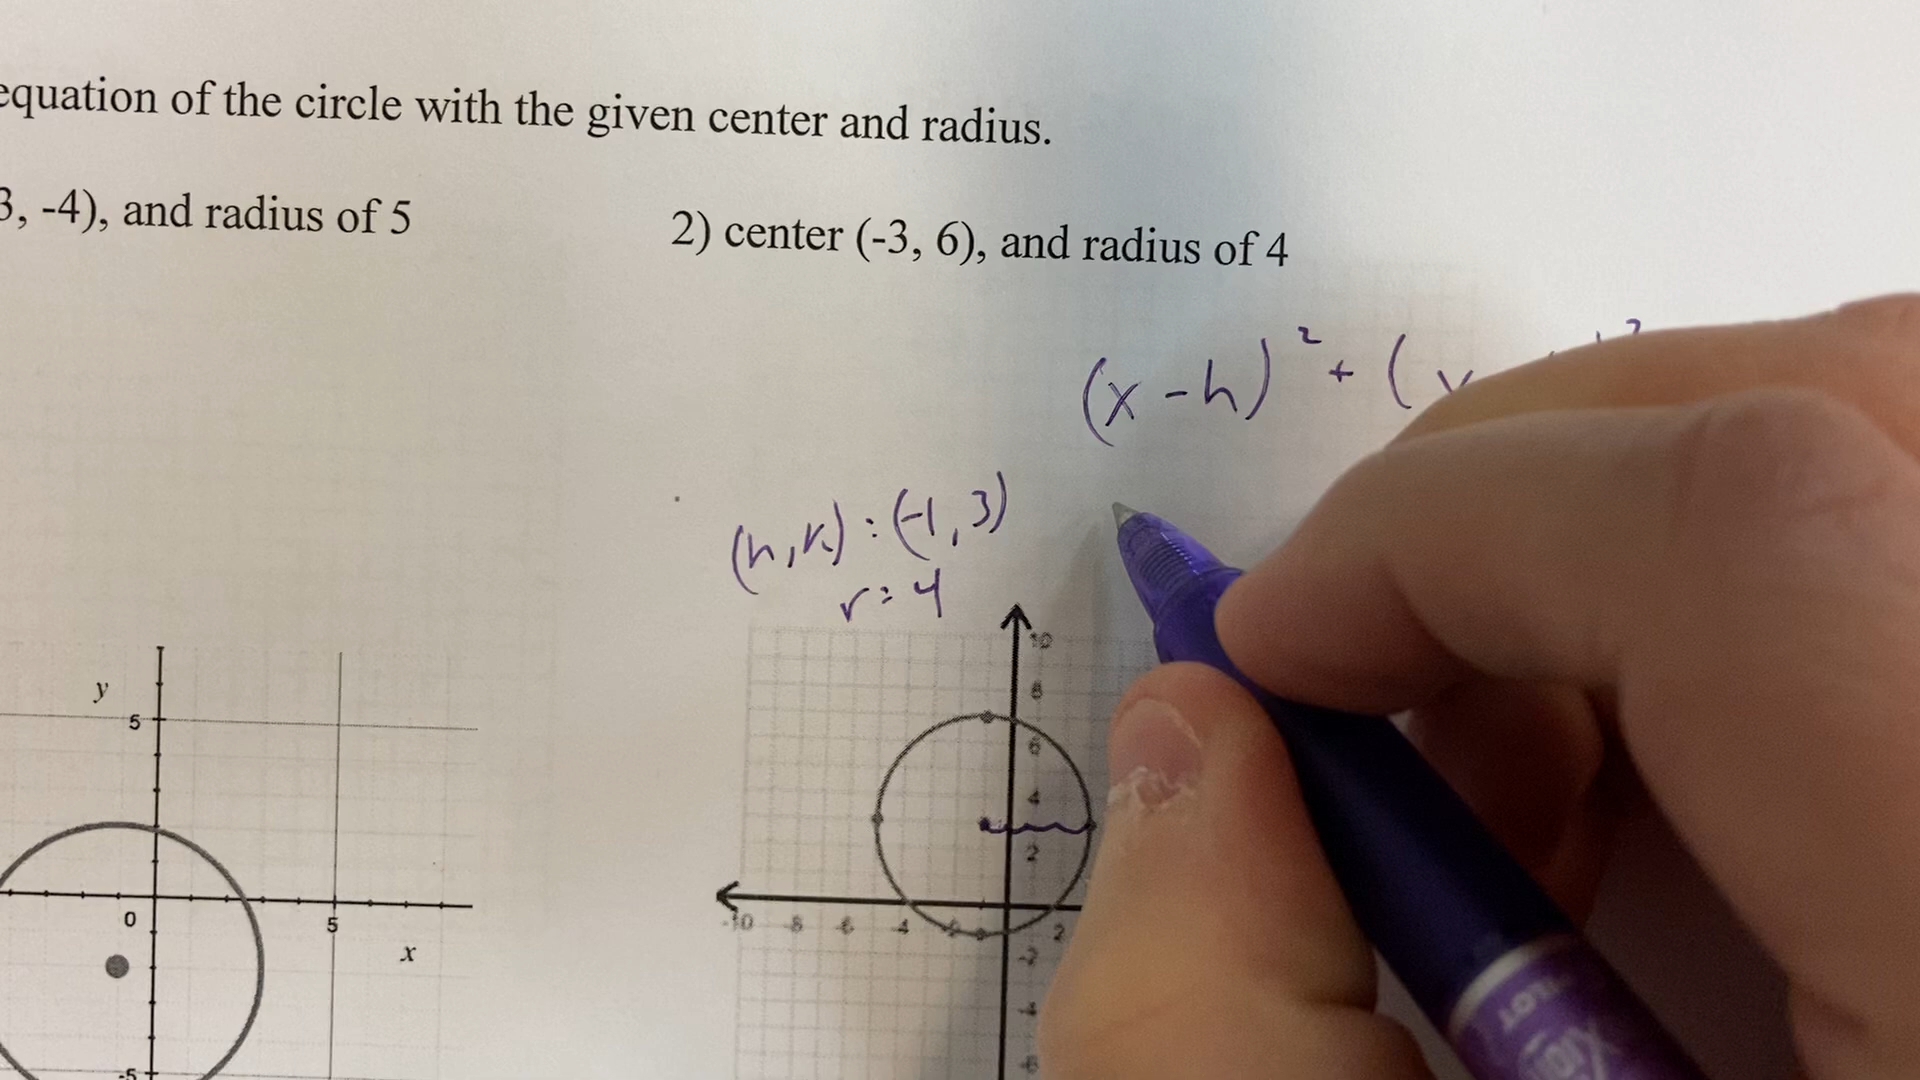 equation of the circle with the given center and radius.
3, -4), and radius of 5
2) center (-3, 6), and radius of 4
(x - h)² + (y
(h, k) : (-1, 3)
r = 4
y
5
0
5
x
-5
10
8
6
4
2
-10 -8 -6 -4 -2 2
-2
-4
-6
PILOT